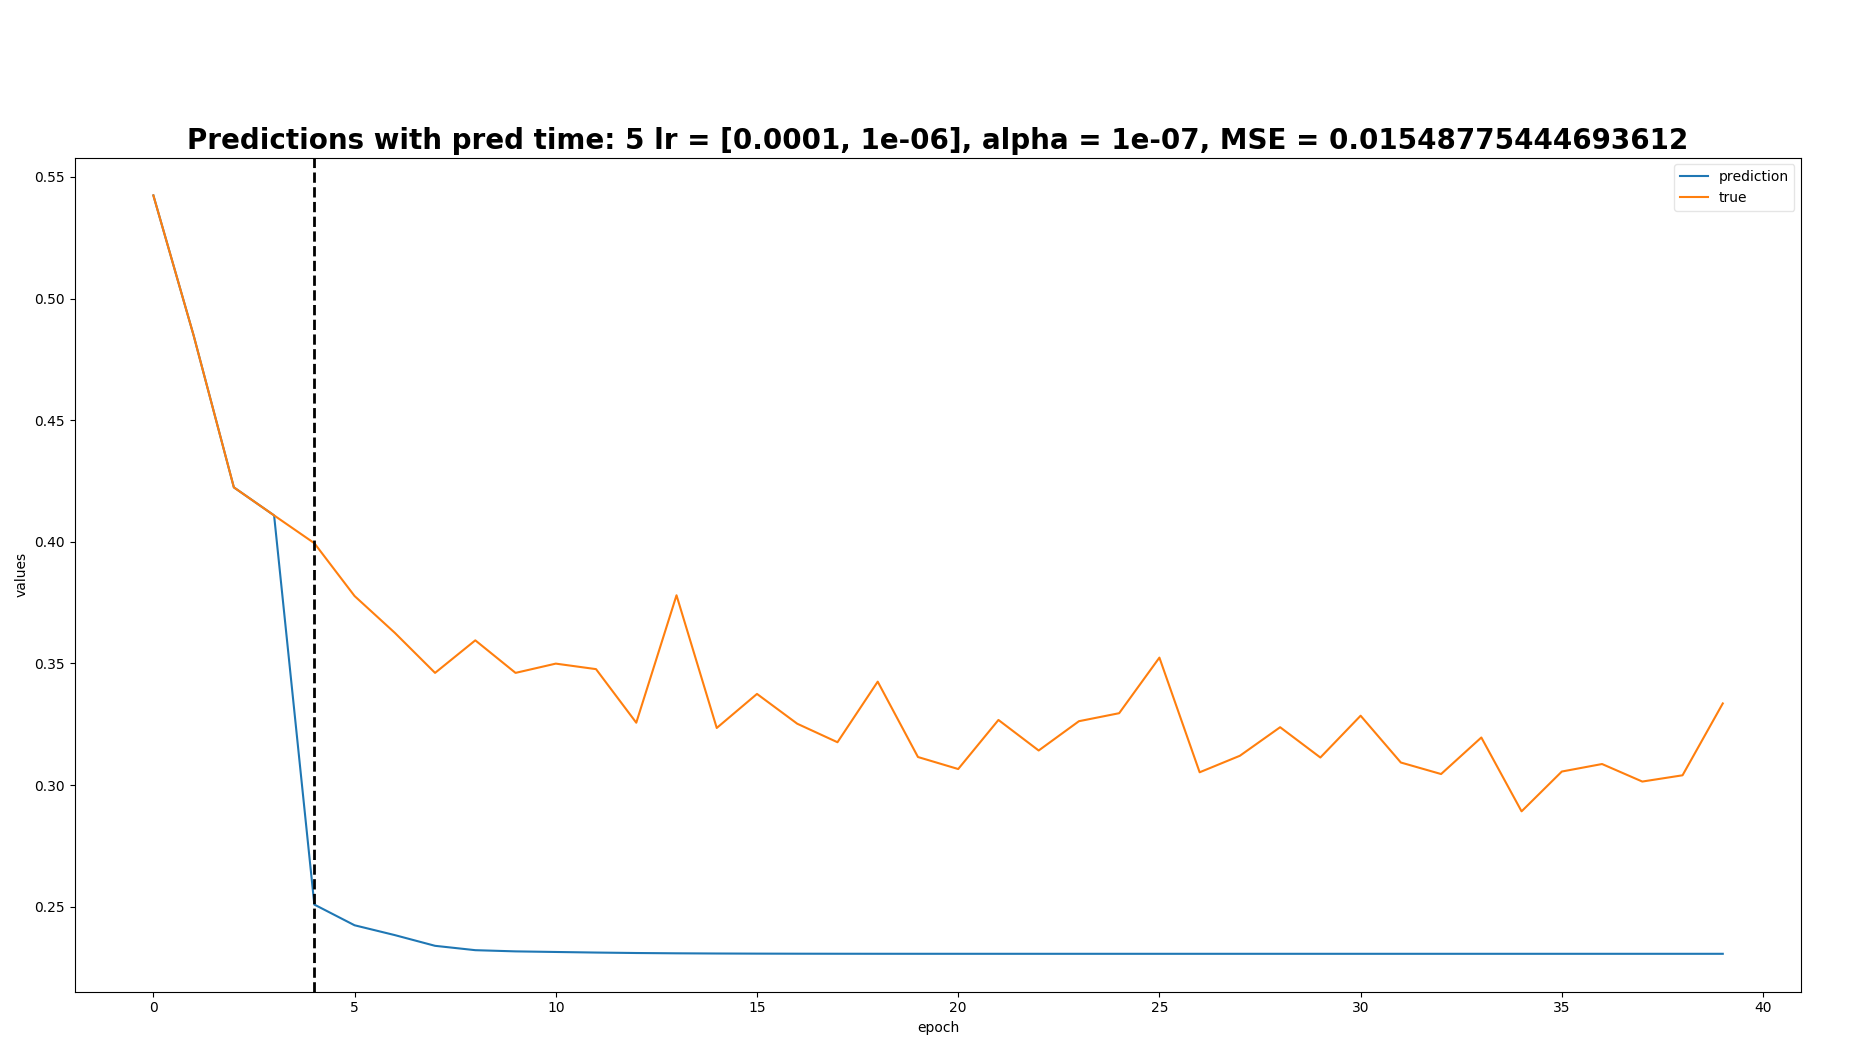 Predictions with pred time: 5 lr = [0.0001, 1e-06], alpha = 1e-07, MSE = 0.01548775444693612
prediction
true
0.55
0.50
0.45
0.40
0.35
0.30
0.25
values
0 5 10 15 20 25 30 35 40
epoch